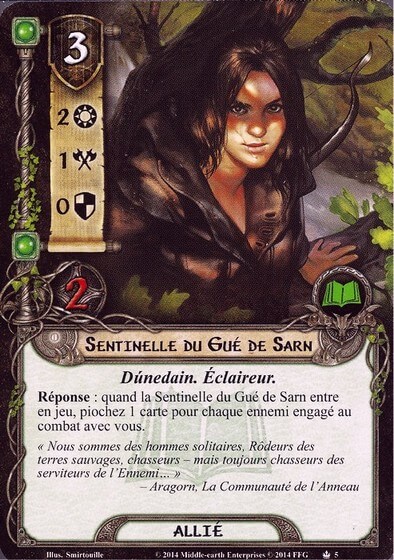 3
2
1
0
2
SENTINELLE DU GUÉ DE SARN
Dúnedain. Éclaireur.
Réponse : quand la Sentinelle du Gué de Sarn entre
en jeu, piochez 1 carte pour chaque ennemi engagé au
combat avec vous.
« Nous sommes des hommes solitaires, Rôdeurs des
terres sauvages, chasseurs – mais toujours chasseurs des
serviteurs de l’Ennemi… »
– Aragorn, La Communauté de l’Anneau
ALLIÉ
Illus. Smirtouille
© 2014 Middle-earth Enterprises © 2014 FFG
5